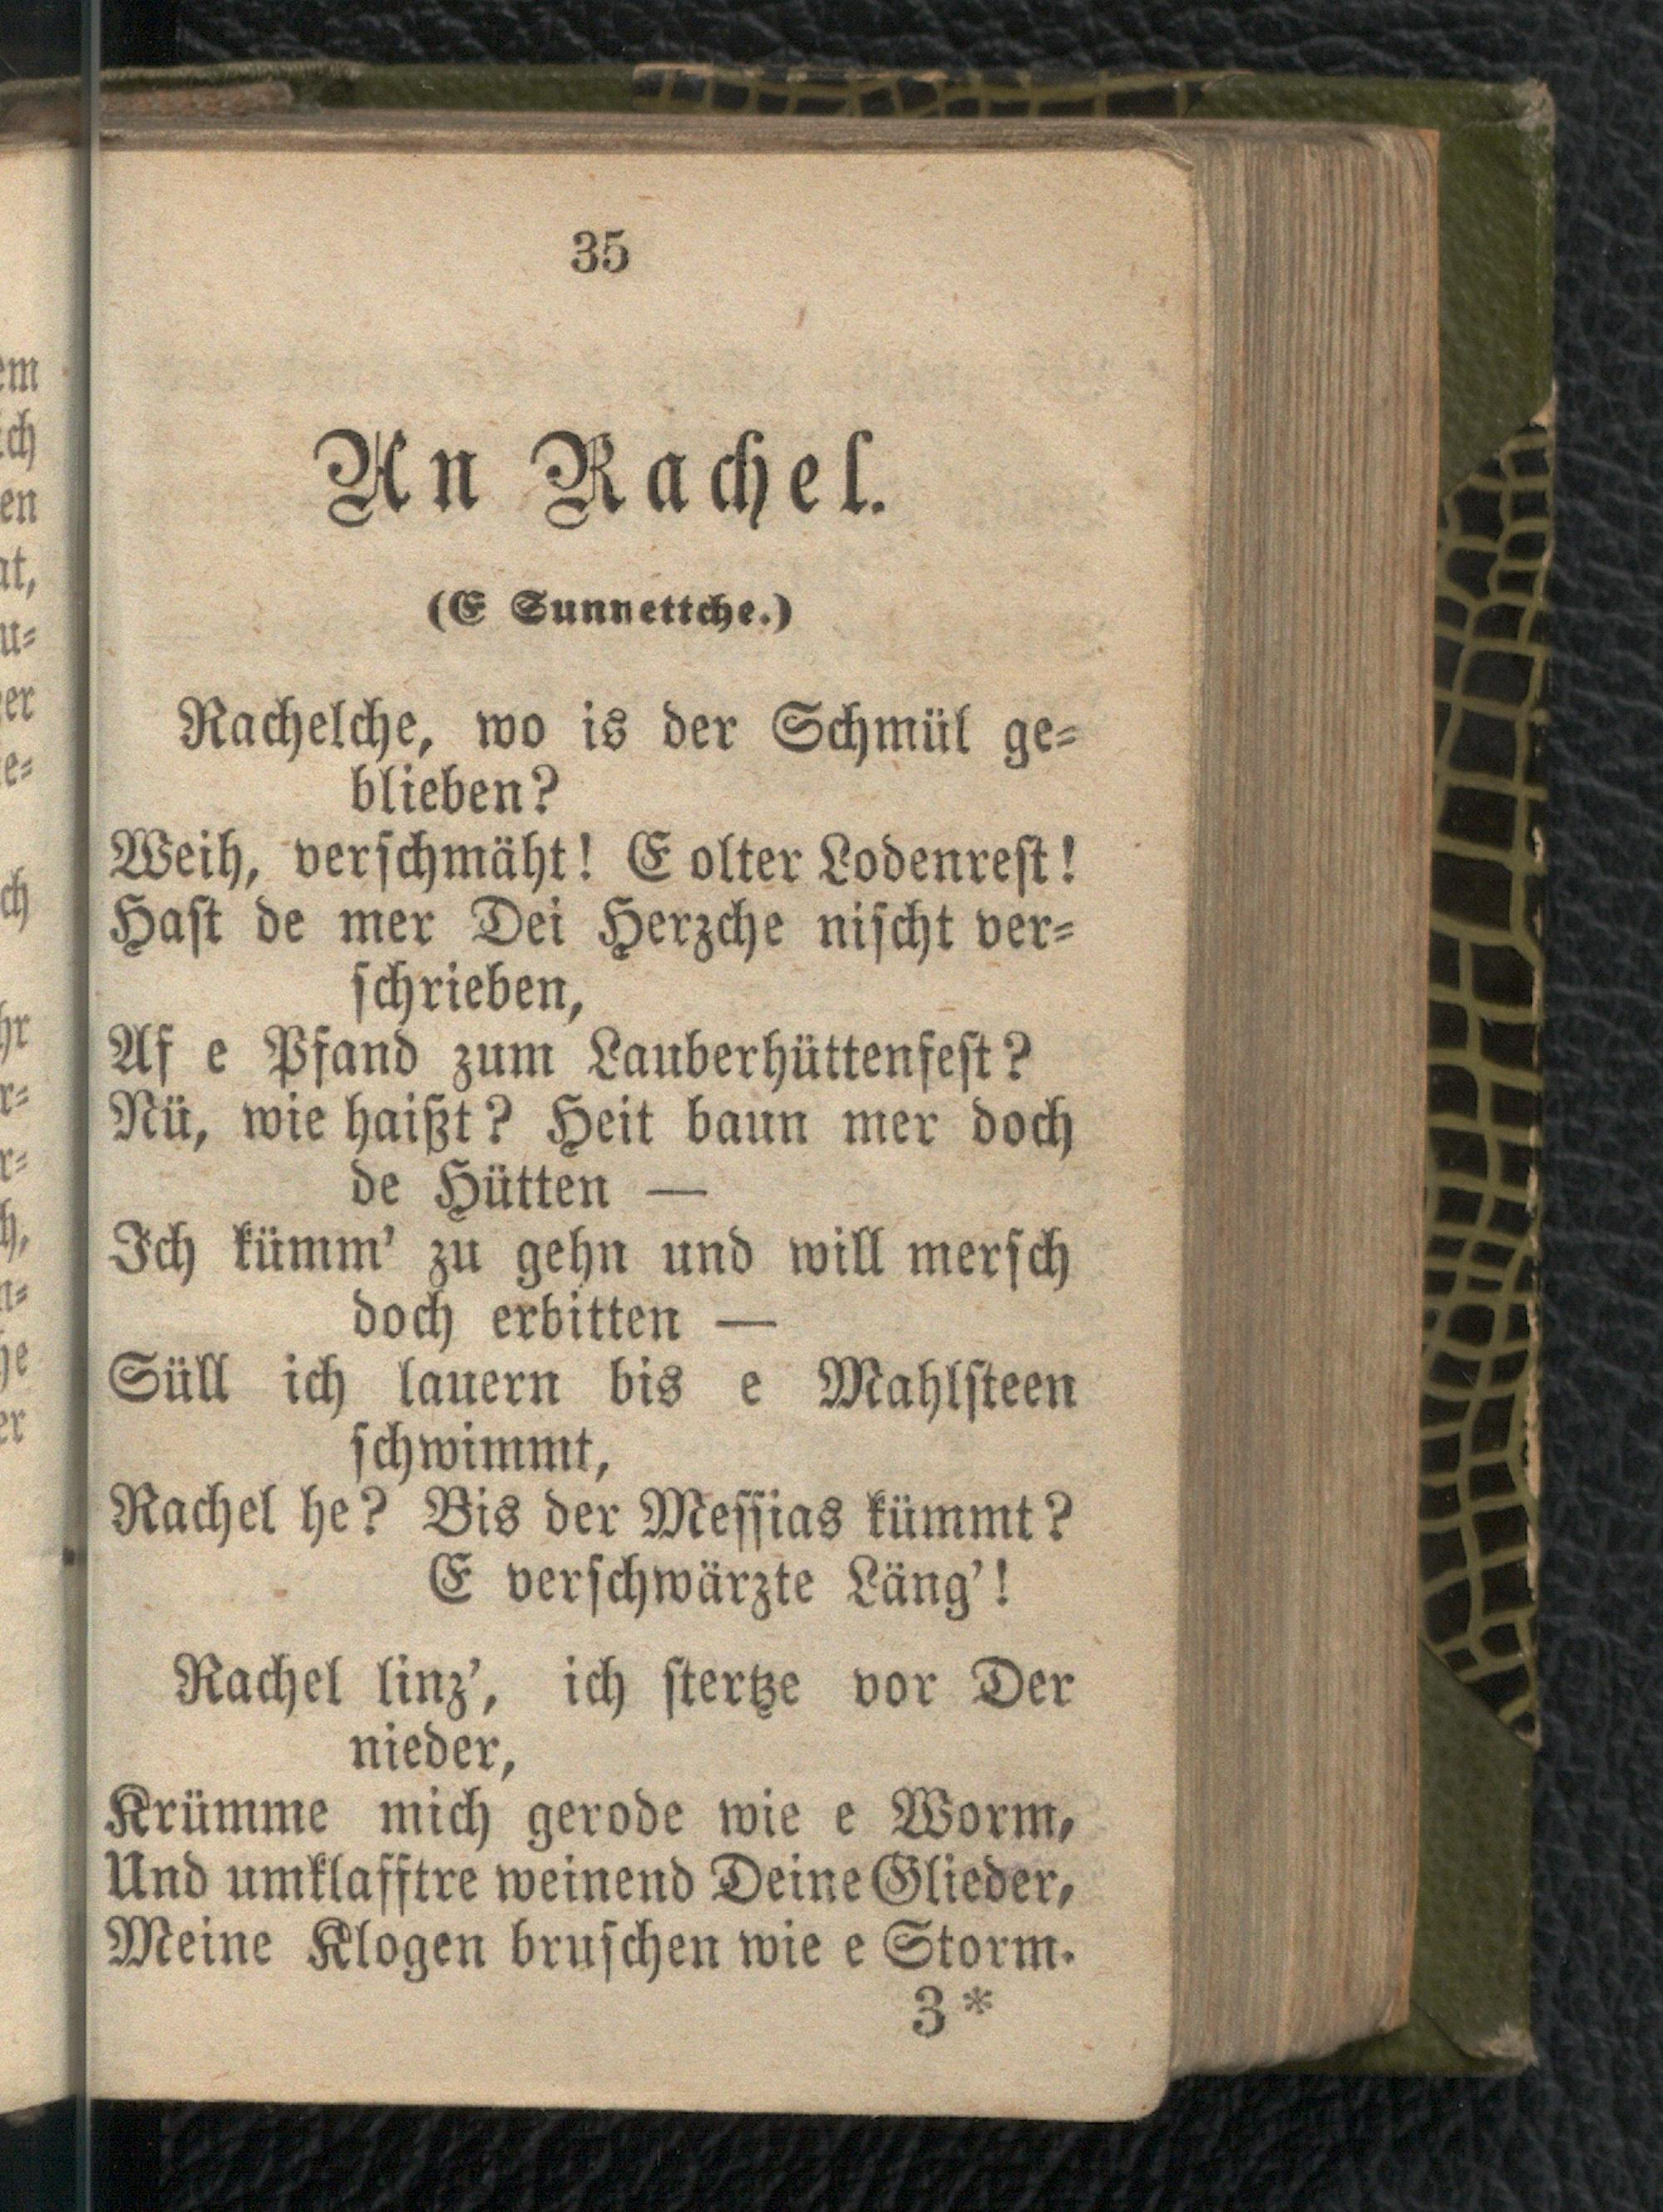 35
An Rachel.
(E Sunnettche.)
Rachelche, wo is der Schmül ge-
blieben?
Weih, verschmäht! E olter Lodenrest!
Hast de mer Dei Herzche nischt ver-
schrieben,
Af e Pfand zum Lauberhüttenfest?
Nü, wie haißt? Heit baun mer doch
de Hütten —
Ich kümm' zu gehn und will mersch
doch erbitten —
Süll ich lauern bis e Mahlsteen
schwimmt,
Rachel he? Bis der Messias kümmt?
E verschwärzte Läng'!
Rachel linz', ich stertze vor Der
nieder,
Krümme mich gerode wie e Worm,
Und umklafftre weinend Deine Glieder,
Meine Klogen bruschen wie e Storm.
3*